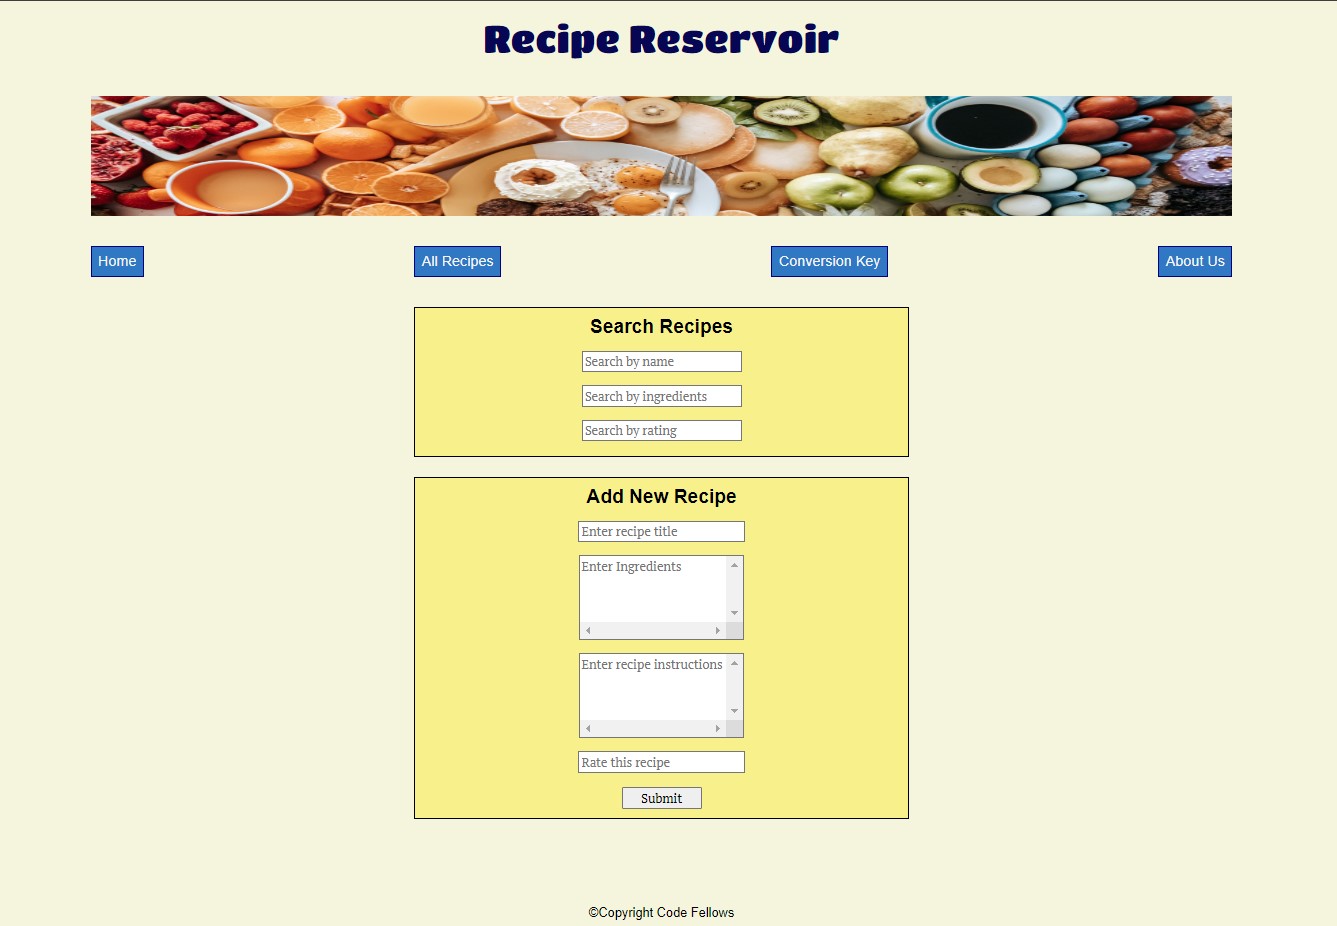 Recipe Reservoir
Home
All Recipes
Conversion Key
About Us
Search Recipes
Search by name
Search by ingredients
Search by rating
Add New Recipe
Enter recipe title
Enter Ingredients
Enter recipe instructions
Rate this recipe
Submit
©Copyright Code Fellows